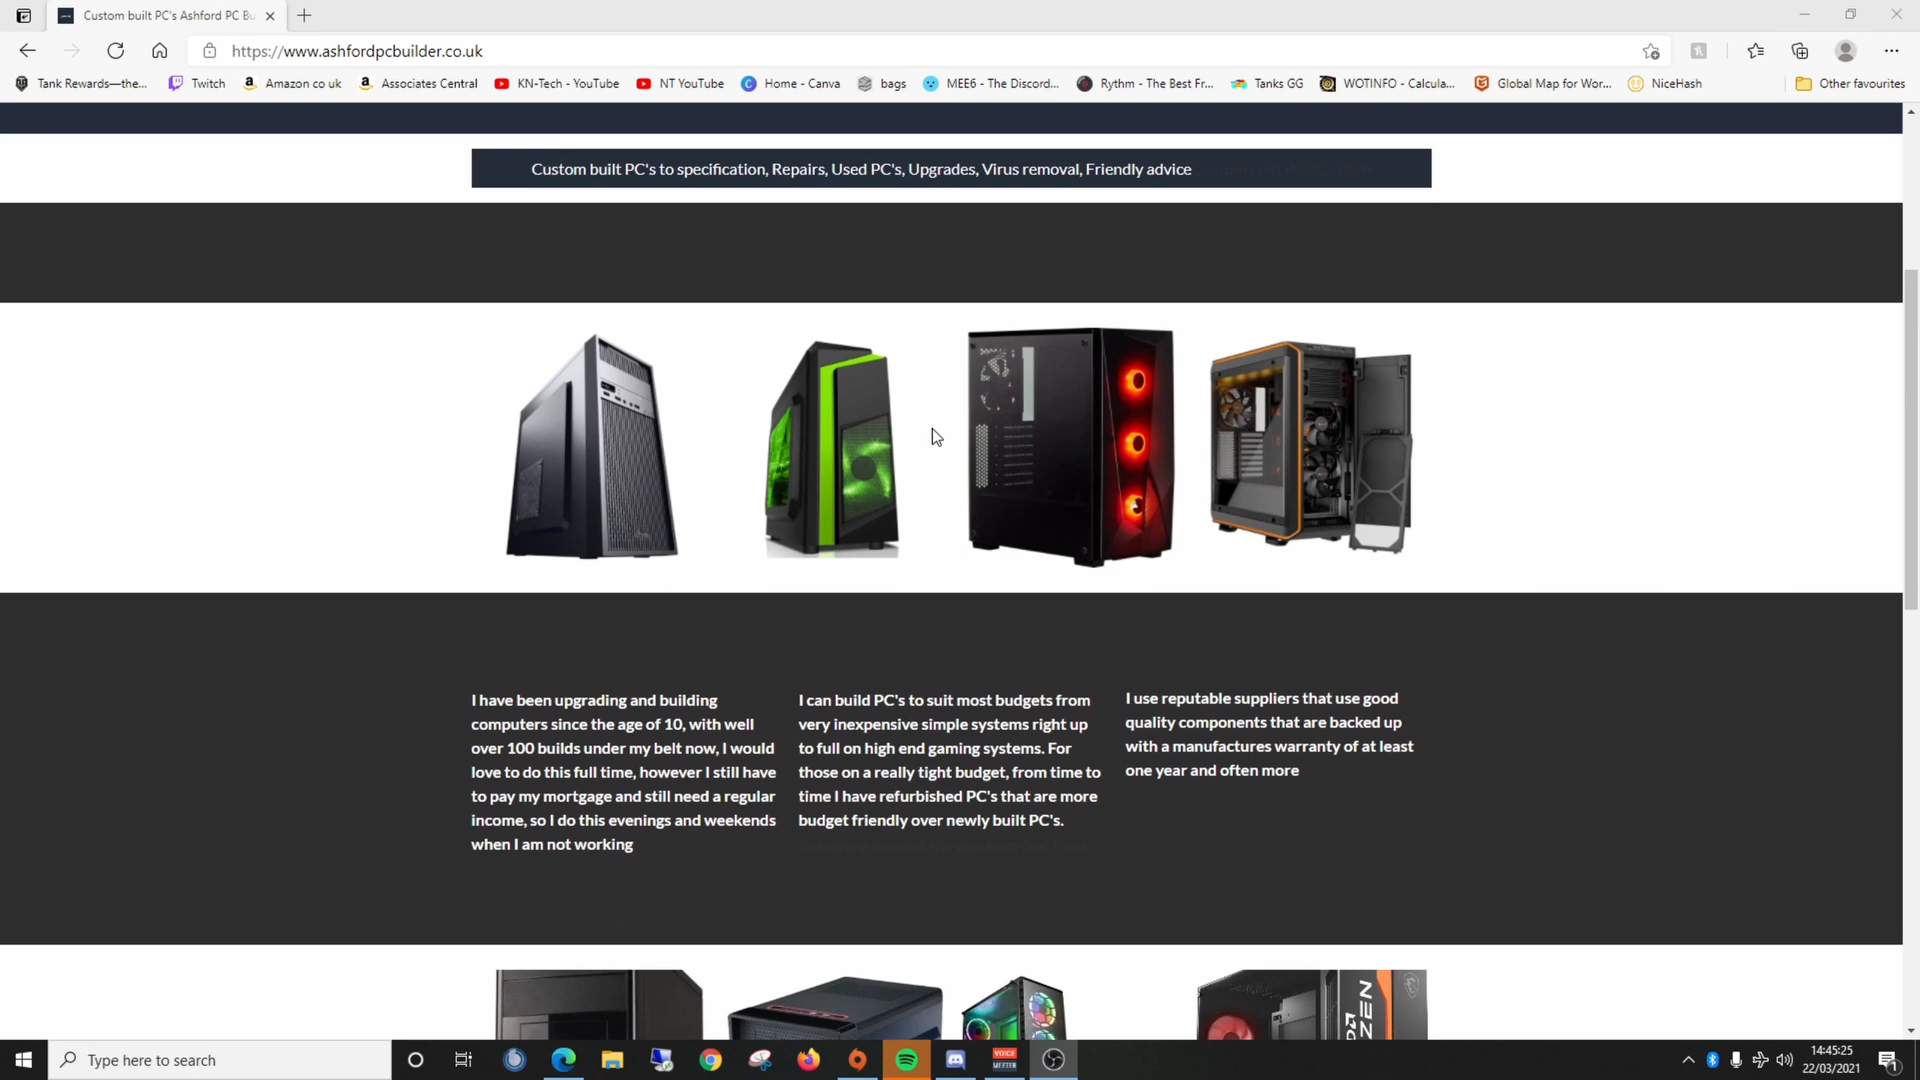 Custom built PC's Ashford PC Bu
https://www.ashfordpcbuilder.co.uk
Tank Rewards—the... Twitch Amazon co uk Associates Central KN-Tech - YouTube NT YouTube Home - Canva bags MEE6 - The Discord... Rythm - The Best Fr... Tanks GG WOTINFO - Calcula... Global Map for Wor... NiceHash Other favourites
Custom built PC's to specification, Repairs, Used PC's, Upgrades, Virus removal, Friendly advice
I have been upgrading and building
computers since the age of 10, with well
over 100 builds under my belt now, I would
love to do this full time, however I still have
to pay my mortgage and still need a regular
income, so I do this evenings and weekends
when I am not working
I can build PC's to suit most budgets from
very inexpensive simple systems right up
to full on high end gaming systems. For
those on a really tight budget, from time to
time I have refurbished PC's that are more
budget friendly over newly built PC's.
I use reputable suppliers that use good
quality components that are backed up
with a manufactures warranty of at least
one year and often more
Type here to search
VOICE
MEETER
14:45:25
22/03/2021
1